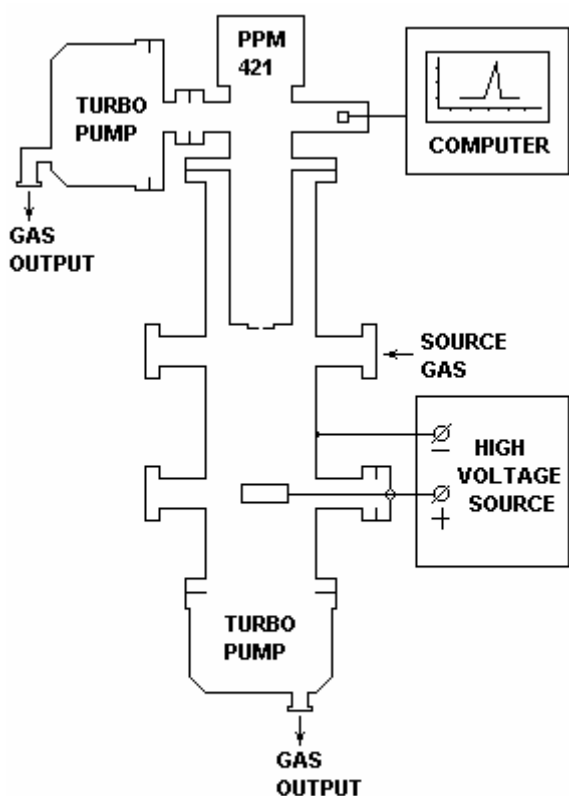 PPM
421
TURBO
PUMP
COMPUTER
GAS
OUTPUT
SOURCE
GAS
−
HIGH
VOLTAGE
SOURCE
+
TURBO
PUMP
GAS
OUTPUT